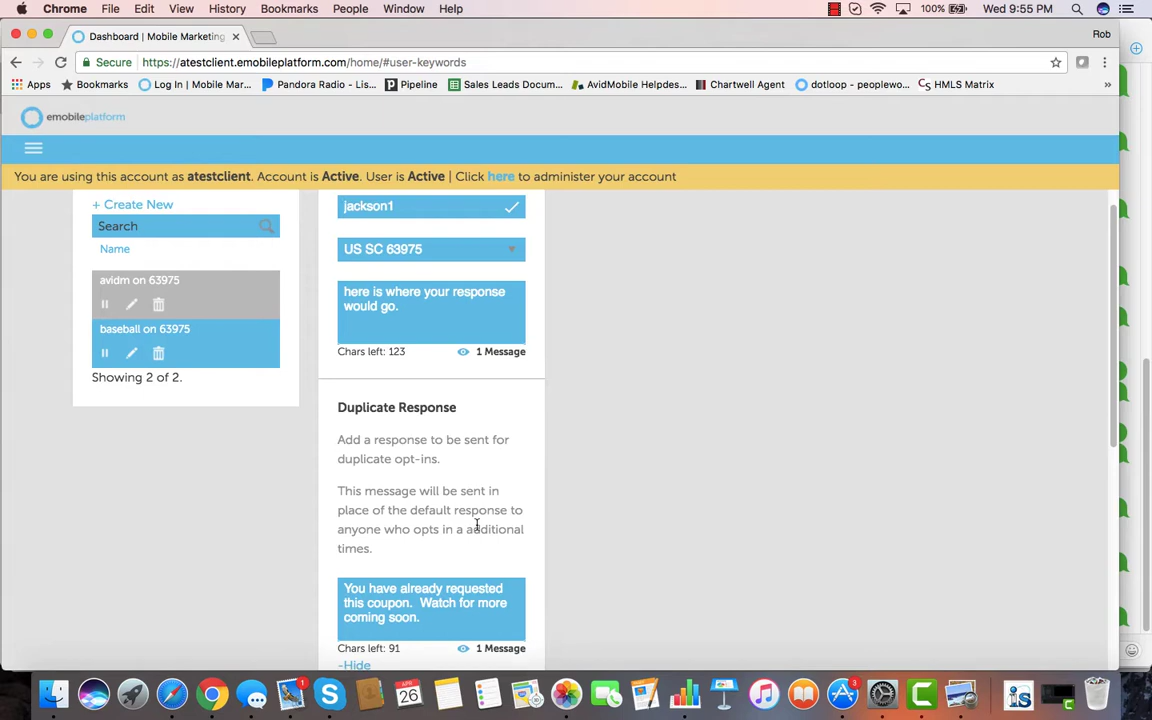 Chrome File Edit View History Bookmarks People Window Help 100% Wed 9:55 PM
Dashboard | Mobile Marketing Rob
Secure https://atestclient.emobileplatform.com/home/#user-keywords
Apps Bookmarks Log In | Mobile Mar... Pandora Radio - Lis... Pipeline Sales Leads Docum... AvidMobile Helpdes... Chartwell Agent dotloop - peoplewo... HMLS Matrix »
emobileplatform
You are using this account as atestclient. Account is Active. User is Active | Click here to administer your account
+ Create New
Search
Name
avidm on 63975
baseball on 63975
Showing 2 of 2.
jackson1
US SC 63975
here is where your response
would go.
Chars left: 123 1 Message
Duplicate Response
Add a response to be sent for
duplicate opt-ins.
This message will be sent in
place of the default response to
anyone who opts in a additional
times.
You have already requested
this coupon. Watch for more
coming soon.
Chars left: 91 1 Message
-Hide
1
APR
26
3